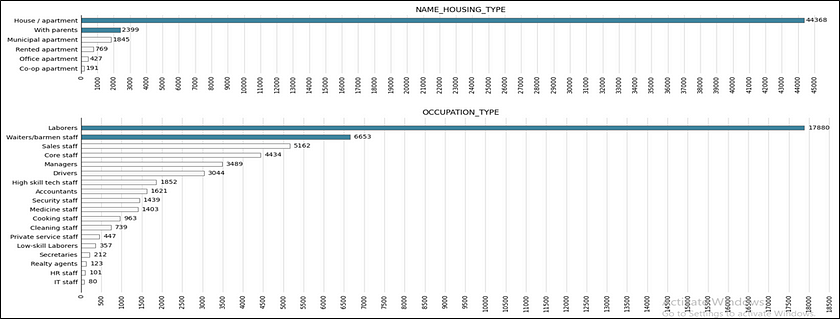 NAME_HOUSING_TYPE
House / apartment 44368
With parents 2399
Municipal apartment 1845
Rented apartment 769
Office apartment 427
Co-op apartment 191
0 1000 2000 3000 4000 5000 6000 7000 8000 9000 10000 11000 12000 13000 14000 15000 16000 17000 18000 19000 20000 21000 22000 23000 24000 25000 26000 27000 28000 29000 30000 31000 32000 33000 34000 35000 36000 37000 38000 39000 40000 41000 42000 43000 44000 45000
OCCUPATION_TYPE
Laborers 17880
Waiters/barmen staff 6653
Sales staff 5162
Core staff 4434
Managers 3489
Drivers 3044
High skill tech staff 1852
Accountants 1621
Security staff 1439
Medicine staff 1403
Cooking staff 963
Cleaning staff 739
Private service staff 447
Low-skill Laborers 357
Secretaries 212
Realty agents 123
HR staff 101
IT staff 80
0 500 1000 1500 2000 2500 3000 3500 4000 4500 5000 5500 6000 6500 7000 7500 8000 8500 9000 9500 10000 10500 11000 11500 12000 12500 13000 13500 14000 14500 15000 15500 16000 16500 17000 17500 18000 18500
Activate Windows
Go to Settings to activate Windows.